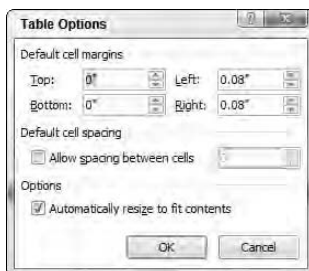 Table Options
Default cell margins
Top: 0" Left: 0.08"
Bottom: 0" Right: 0.08"
Default cell spacing
Allow spacing between cells
Options
Automatically resize to fit contents
OK Cancel